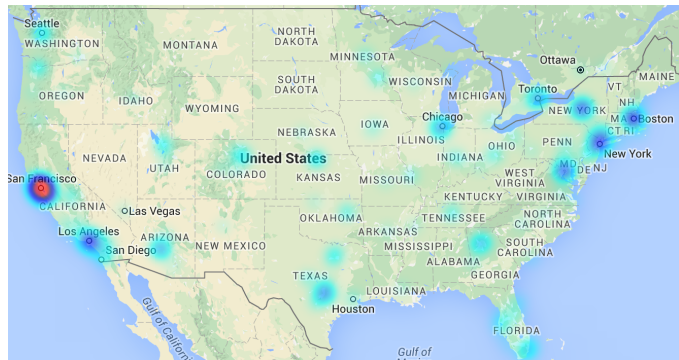 Seattle
WASHINGTON
MONTANA
NORTH
DAKOTA
MINNESOTA
Ottawa
MAINE
OREGON
IDAHO
SOUTH
DAKOTA
WISCONSIN
MICHIGAN
Toronto
VT
NH
NEW YORK
MA
Boston
CT RI
WYOMING
IOWA
Chicago
NEBRASKA
ILLINOIS
INDIANA
OHIO
PENN
New York
NEVADA
UTAH
COLORADO
United States
KANSAS
MISSOURI
WEST
VIRGINIA
MD
DE
NJ
San Francisco
CALIFORNIA
Las Vegas
KENTUCKY
VIRGINIA
Los Angeles
San Diego
ARIZONA
NEW MEXICO
OKLAHOMA
ARKANSAS
TENNESSEE
NORTH
CAROLINA
MISSISSIPPI
SOUTH
CAROLINA
ALABAMA
GEORGIA
TEXAS
LOUISIANA
Houston
Gulf of
FLORIDA
Gulf of